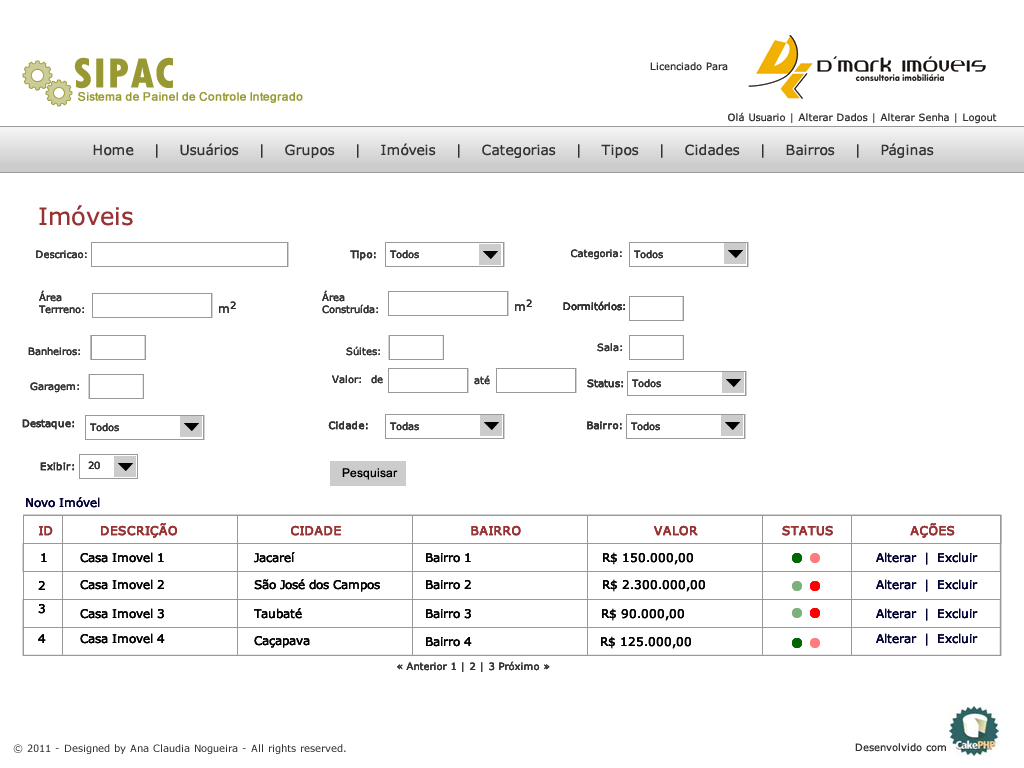 SIPAC
Sistema de Painel de Controle Integrado
Licenciado Para
D'mark imóveis
consultoria imobiliária
Olá Usuario | Alterar Dados | Alterar Senha | Logout
Home | Usuários | Grupos | Imóveis | Categorias | Tipos | Cidades | Bairros | Páginas
Imóveis
Descricao: Tipo: Todos Categoria: Todos
Área
Terrreno: m2
Área
Construída: m2
Dormitórios:
Banheiros: Súites: Sala:
Garagem: Valor: de até Status: Todos
Destaque: Todos Cidade: Todas Bairro: Todos
Exibir: 20 Pesquisar
Novo Imóvel
ID DESCRIÇÃO CIDADE BAIRRO VALOR STATUS AÇÕES
1 Casa Imovel 1 Jacareí Bairro 1 R$ 150.000,00 Alterar | Excluir
2 Casa Imovel 2 São José dos Campos Bairro 2 R$ 2.300.000,00 Alterar | Excluir
3 Casa Imovel 3 Taubaté Bairro 3 R$ 90.000,00 Alterar | Excluir
4 Casa Imovel 4 Caçapava Bairro 4 R$ 125.000,00 Alterar | Excluir
« Anterior 1 | 2 | 3 Próximo »
© 2011 - Designed by Ana Claudia Nogueira - All rights reserved.
Desenvolvido com
CakePHP